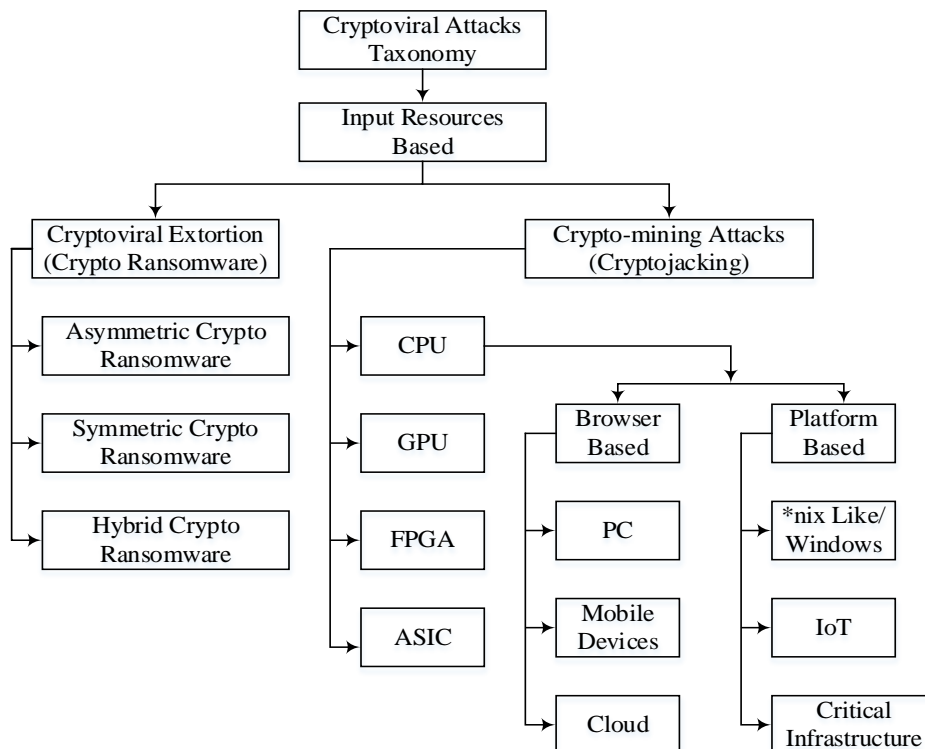 Cryptoviral Attacks
Taxonomy
Input Resources
Based
Cryptoviral Extortion
(Crypto Ransomware)
Crypto-mining Attacks
(Cryptojacking)
Asymmetric Crypto
Ransomware
Symmetric Crypto
Ransomware
Hybrid Crypto
Ransomware
CPU
GPU
FPGA
ASIC
Browser
Based
PC
Mobile
Devices
Cloud
Platform
Based
*nix Like/
Windows
IoT
Critical
Infrastructure